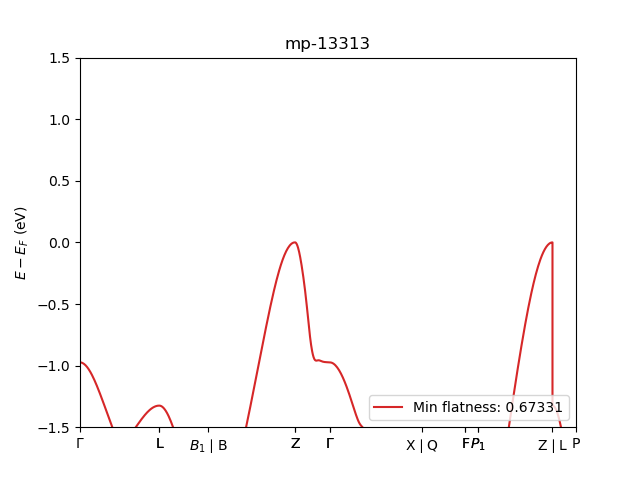 mp-13313
E − E_F (eV)
1.5
1.0
0.5
0.0
−0.5
−1.0
−1.5
Min flatness: 0.67331
Γ L B₁ | B Z Γ X | Q F P₁ Z | L P